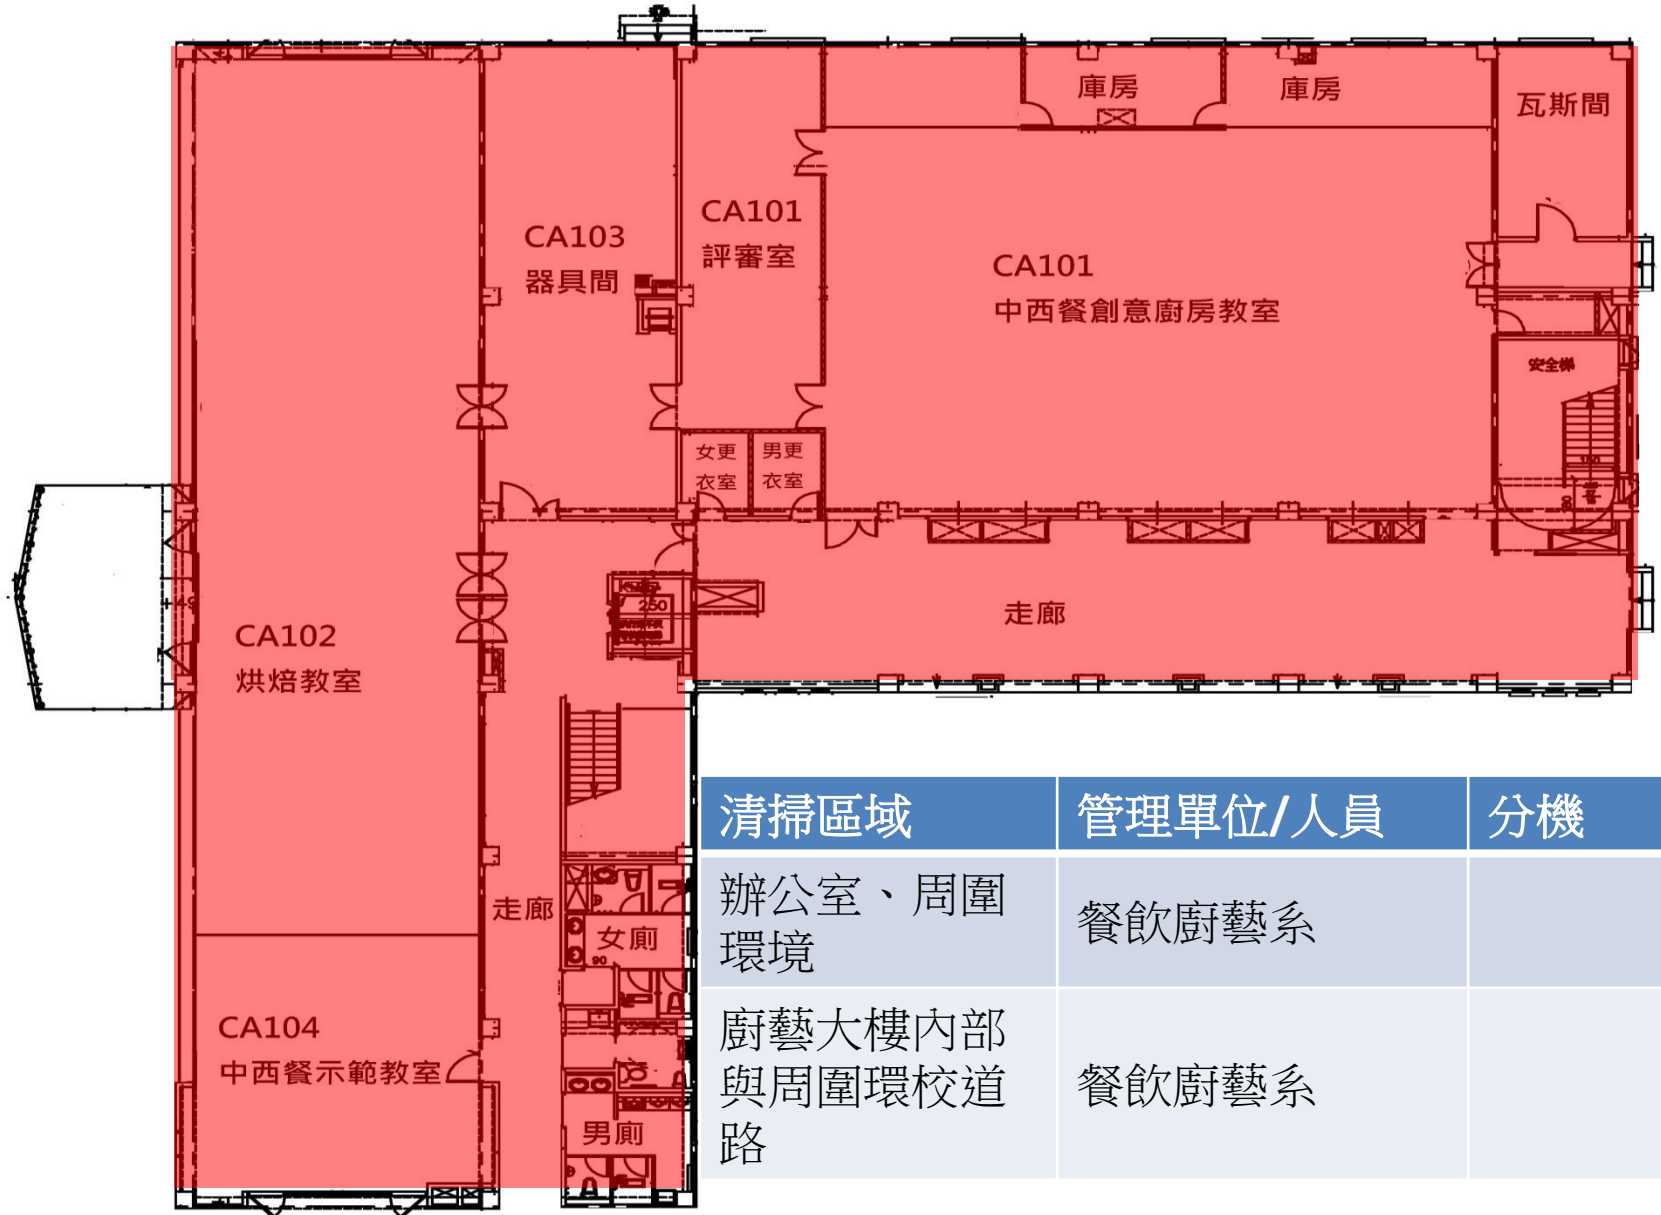 庫房
庫房
瓦斯間
CA101
評審室
CA103
器具間
CA101
中西餐創意廚房教室
安全梯
女更
衣室
男更
衣室
250
走廊
CA102
烘焙教室
走廊
女廁
90
CA104
中西餐示範教室
男廁
清掃區域
管理單位/人員
分機
辦公室、周圍
環境
餐飲廚藝系
廚藝大樓內部
與周圍環校道
路
餐飲廚藝系